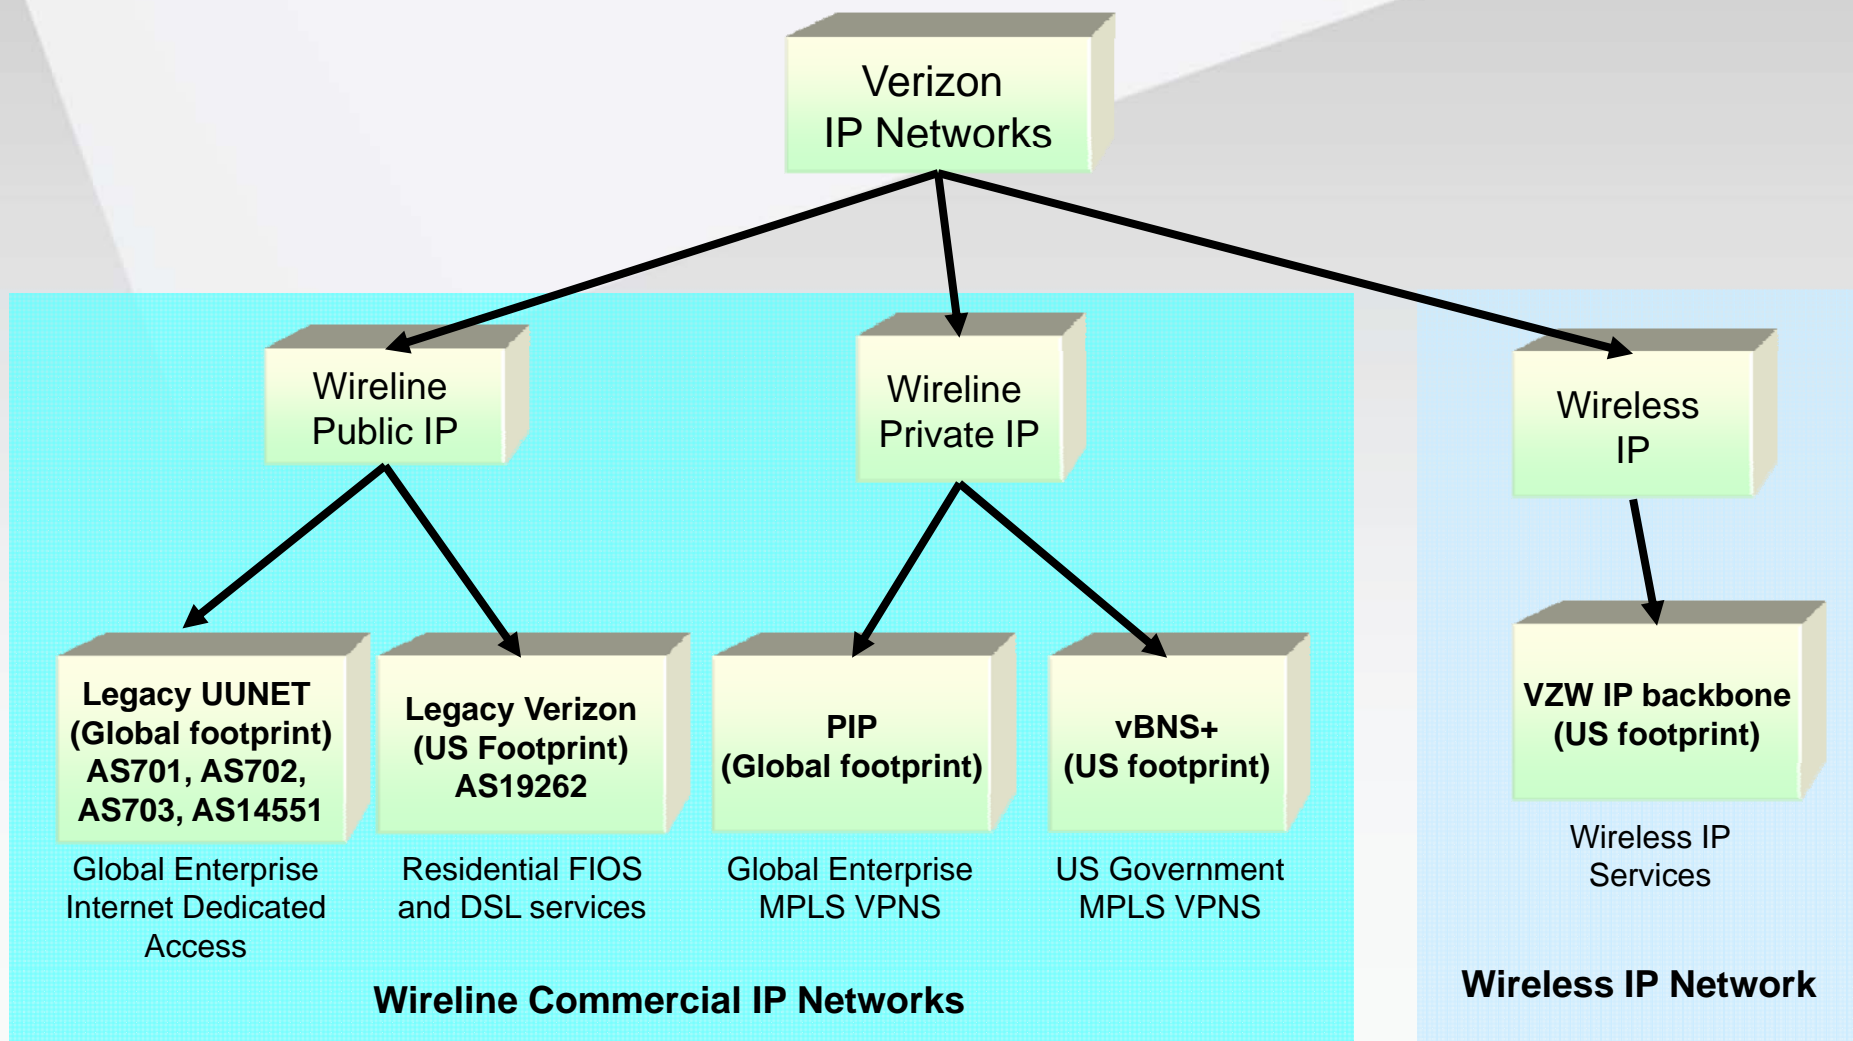 Verizon
IP Networks
Wireline
Public IP
Wireline
Private IP
Wireless
IP
Legacy UUNET
(Global footprint)
AS701, AS702,
AS703, AS14551
Legacy Verizon
(US Footprint)
AS19262
PIP
(Global footprint)
vBNS+
(US footprint)
VZW IP backbone
(US footprint)
Global Enterprise
Internet Dedicated
Access
Residential FIOS
and DSL services
Global Enterprise
MPLS VPNS
US Government
MPLS VPNS
Wireless IP
Services
Wireline Commercial IP Networks
Wireless IP Network